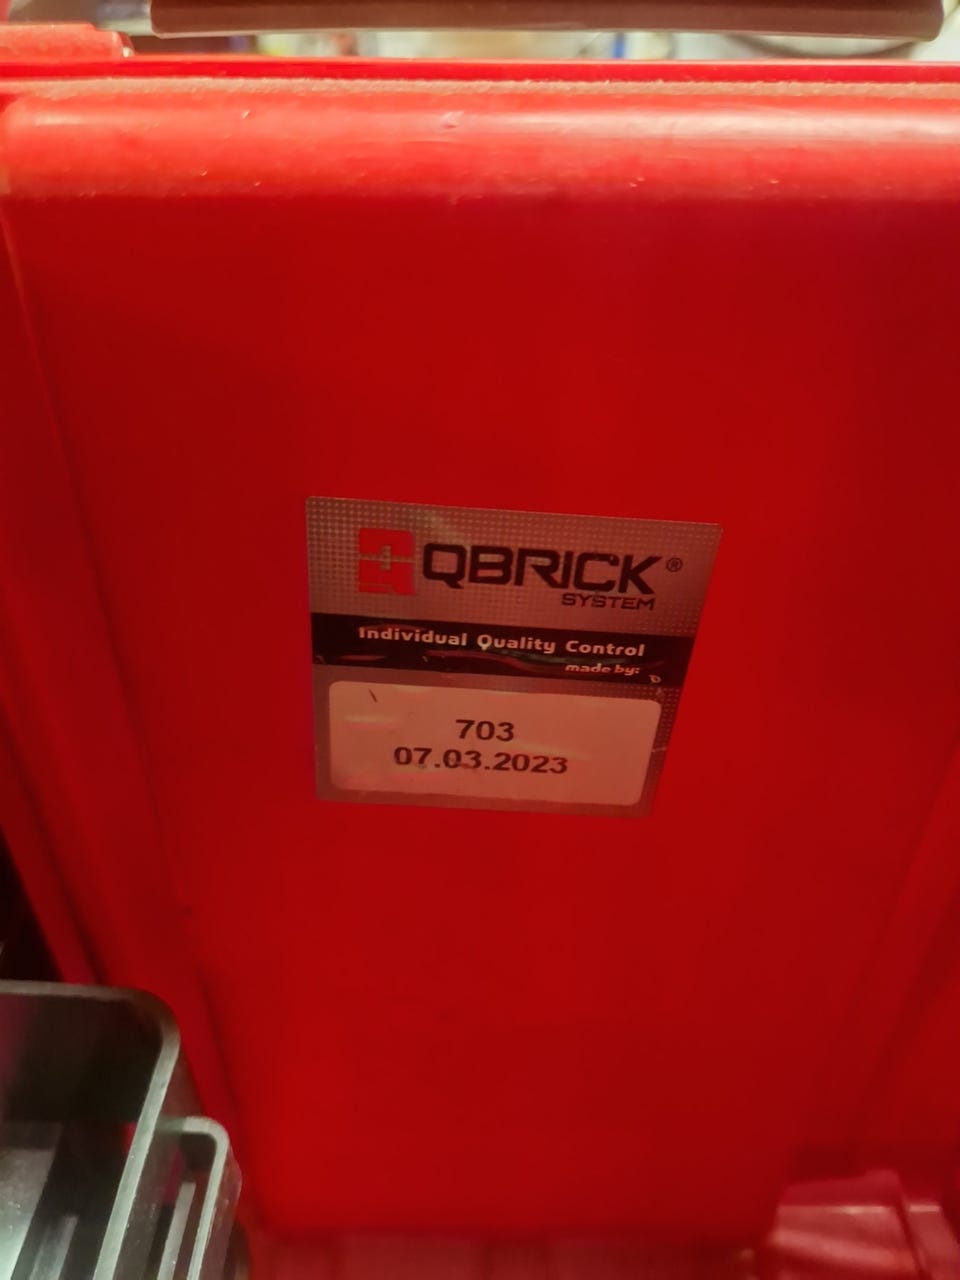 QBRICK®
SYSTEM
Individual Quality Control
made by:
703
07.03.2023